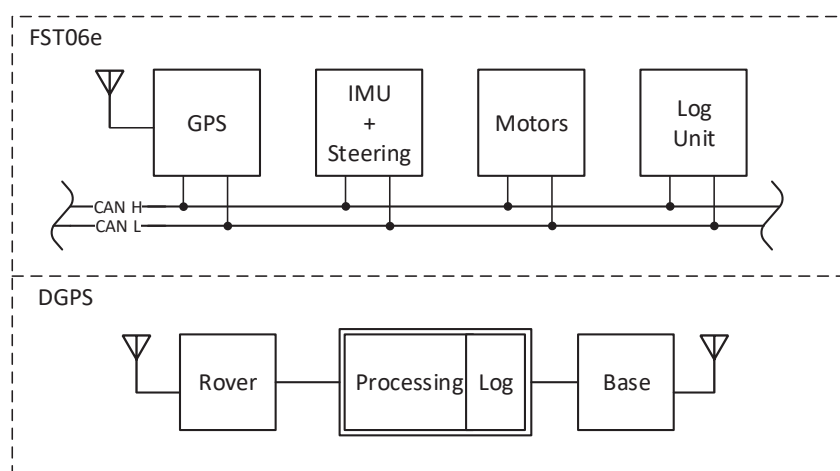 FST06e
GPS
IMU
+
Steering
Motors
Log
Unit
CAN H
CAN L
DGPS
Rover
Processing
Log
Base